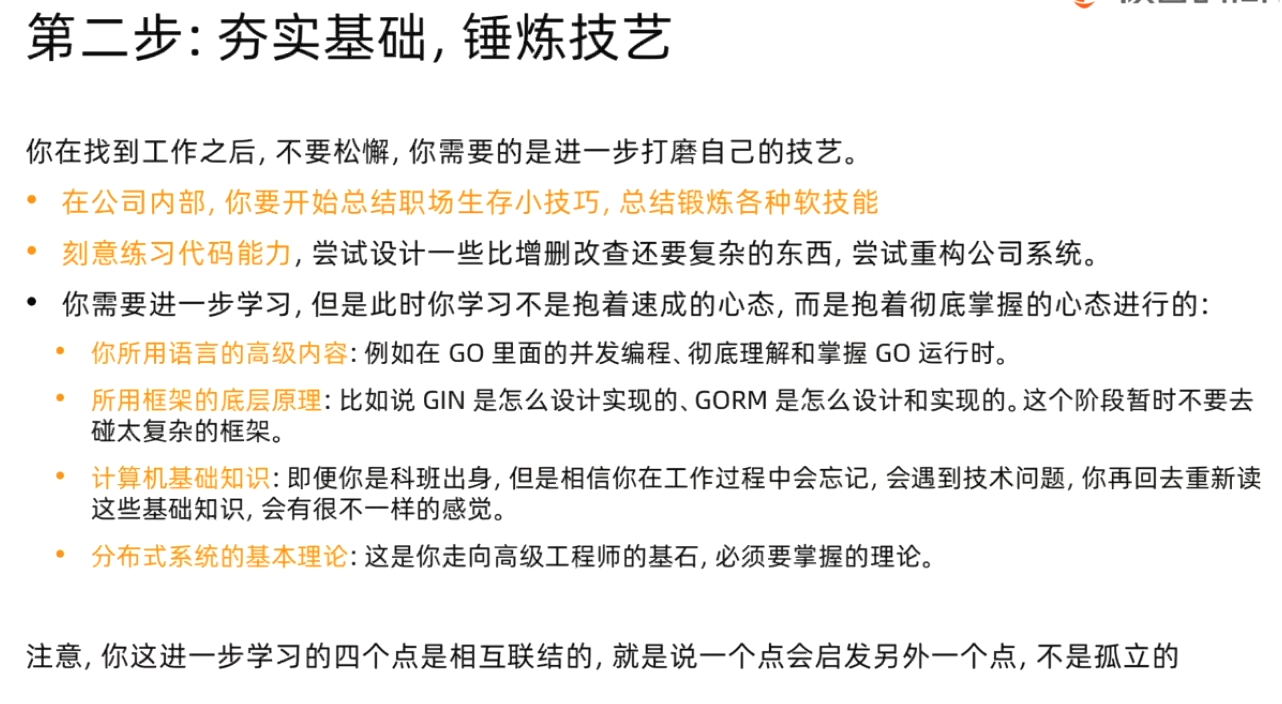 第二步：夯实基础，锤炼技艺
你在找到工作之后，不要松懈，你需要的是进一步打磨自己的技艺。
• 在公司内部，你要开始总结职场生存小技巧，总结锻炼各种软技能
• 刻意练习代码能力，尝试设计一些比增删改查还要复杂的东西，尝试重构公司系统。
• 你需要进一步学习，但是此时你学习不是抱着速成的心态，而是抱着彻底掌握的心态进行的：
• 你所用语言的高级内容：例如在 GO 里面的并发编程、彻底理解和掌握 GO 运行时。
• 所用框架的底层原理：比如说 GIN 是怎么设计实现的、GORM 是怎么设计和实现的。这个阶段暂时不要去
碰太复杂的框架。
• 计算机基础知识：即便你是科班出身，但是相信你在工作过程中会忘记，会遇到技术问题，你再回去重新读
这些基础知识，会有很不一样的感觉。
• 分布式系统的基本理论：这是你走向高级工程师的基石，必须要掌握的理论。
注意，你这进一步学习的四个点是相互联结的，就是说一个点会启发另外一个点，不是孤立的